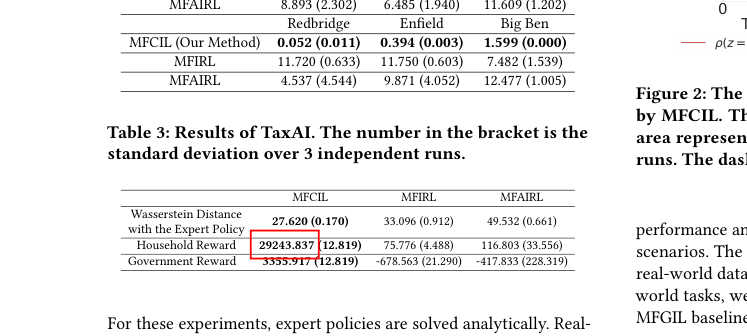 MFAIRL 8.893 (2.302) 6.485 (1.940) 11.609 (1.202)
Redbridge Enfield Big Ben
MFCIL (Our Method) 0.052 (0.011) 0.394 (0.003) 1.599 (0.000)
MFIRL 11.720 (0.633) 11.750 (0.603) 7.482 (1.539)
MFAIRL 4.537 (4.544) 9.871 (4.052) 12.477 (1.005)
Table 3: Results of TaxAI. The number in the bracket is the
standard deviation over 3 independent runs.
MFCIL MFIRL MFAIRL
Wasserstein Distance
with the Expert Policy 27.620 (0.170) 33.096 (0.912) 49.532 (0.661)
Household Reward 29243.837 (12.819) 75.776 (4.488) 116.803 (33.556)
Government Reward 3355.917 (12.819) -678.563 (21.290) -417.833 (228.319)
For these experiments, expert policies are solved analytically. Real-
0
T
ρ(z =
Figure 2: The
by MFCIL. Th
area represen
runs. The das
performance an
scenarios. The
real-world data
world tasks, we
MFGIL baseline